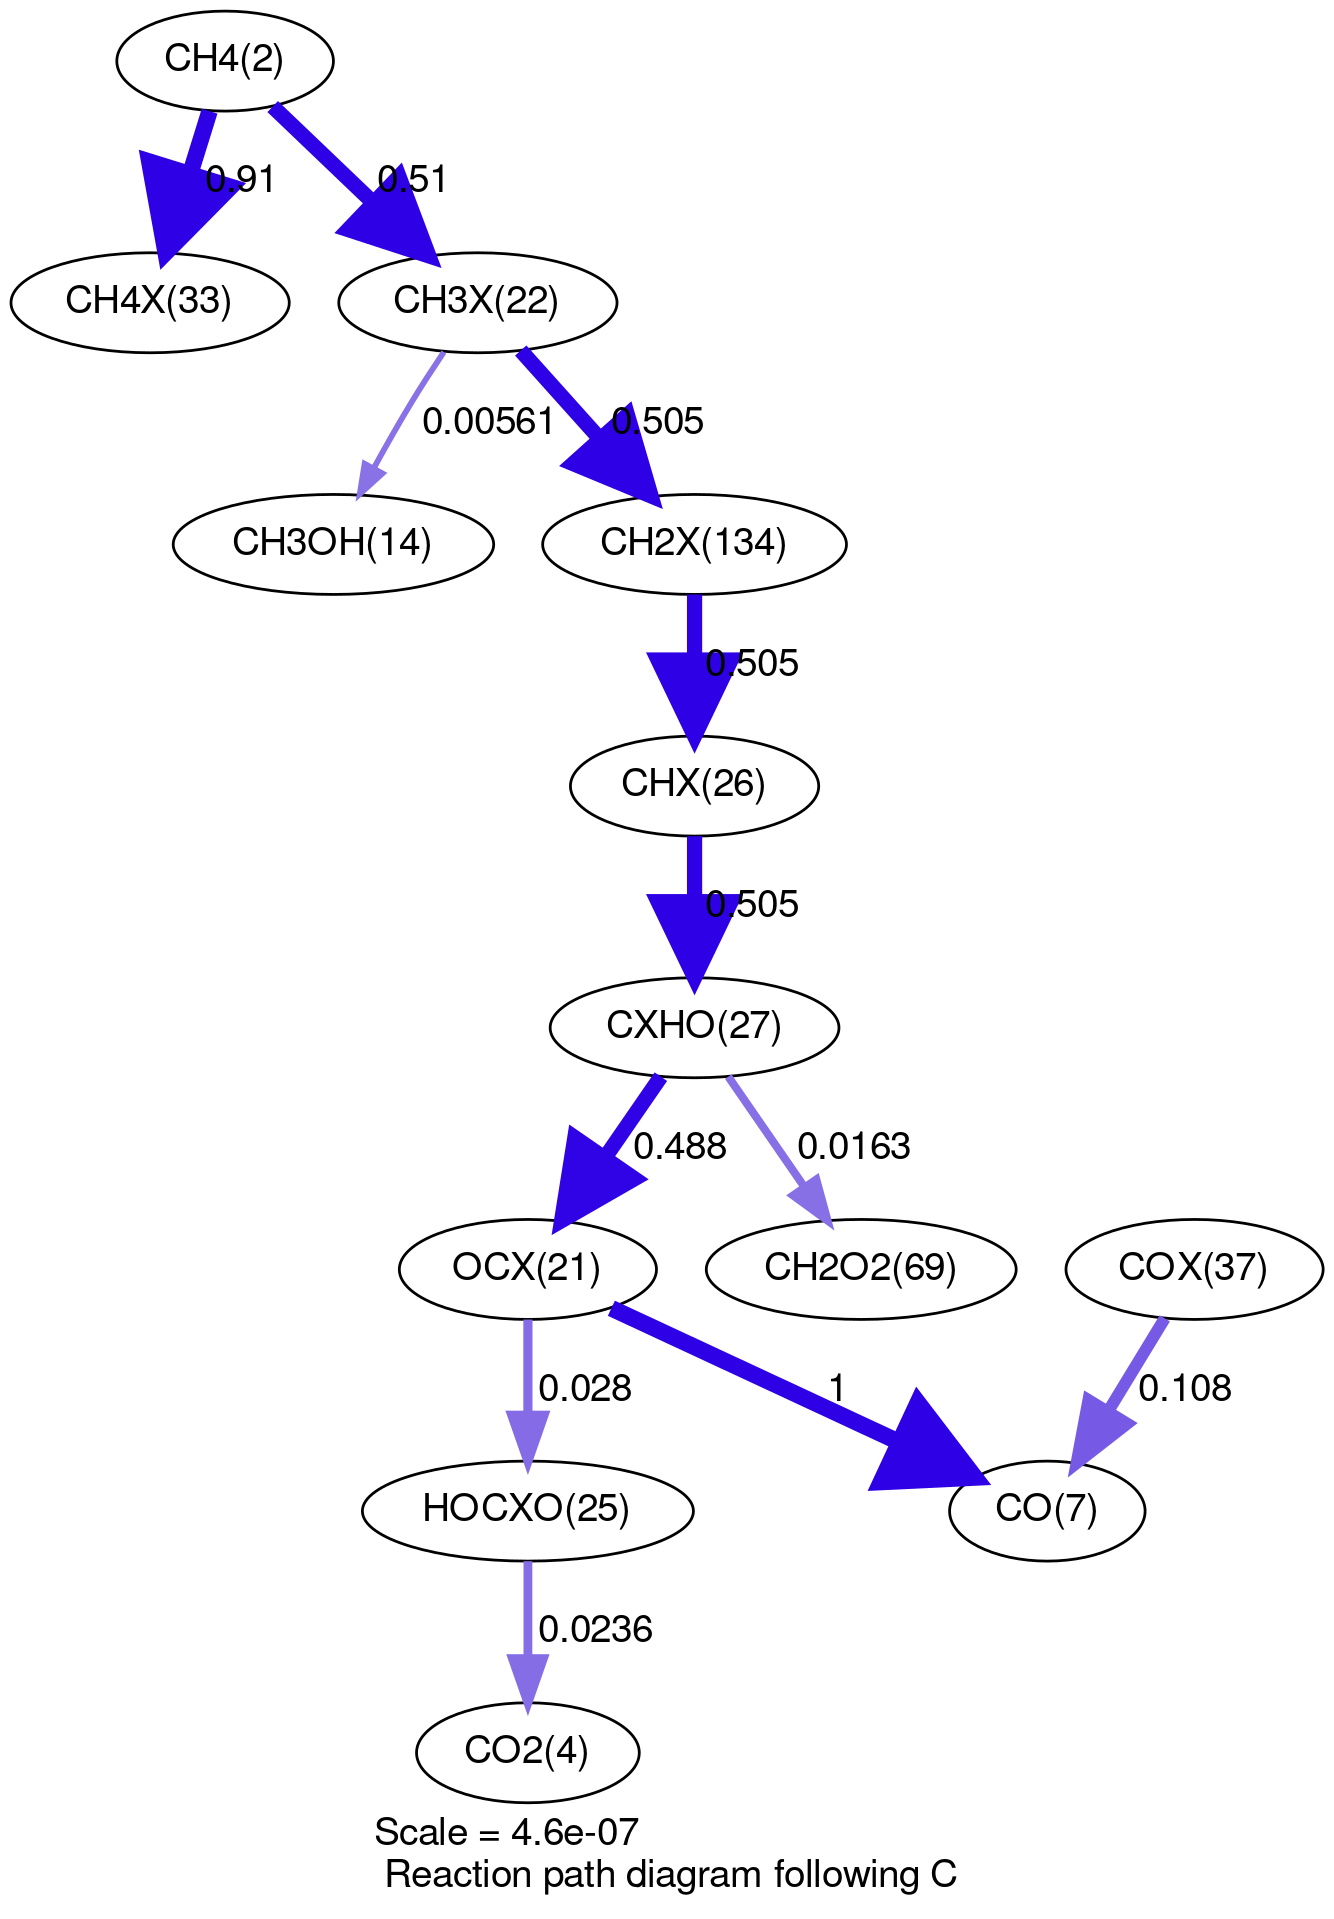 CH4(2)
0.91
0.51
CH4X(33)
CH3X(22)
0.00561
0.505
CH3OH(14)
CH2X(134)
0.505
CHX(26)
0.505
CXHO(27)
0.488
0.0163
OCX(21)
CH2O2(69)
COX(37)
0.028
1
0.108
HOCXO(25)
CO(7)
0.0236
CO2(4)
Scale = 4.6e-07
Reaction path diagram following C